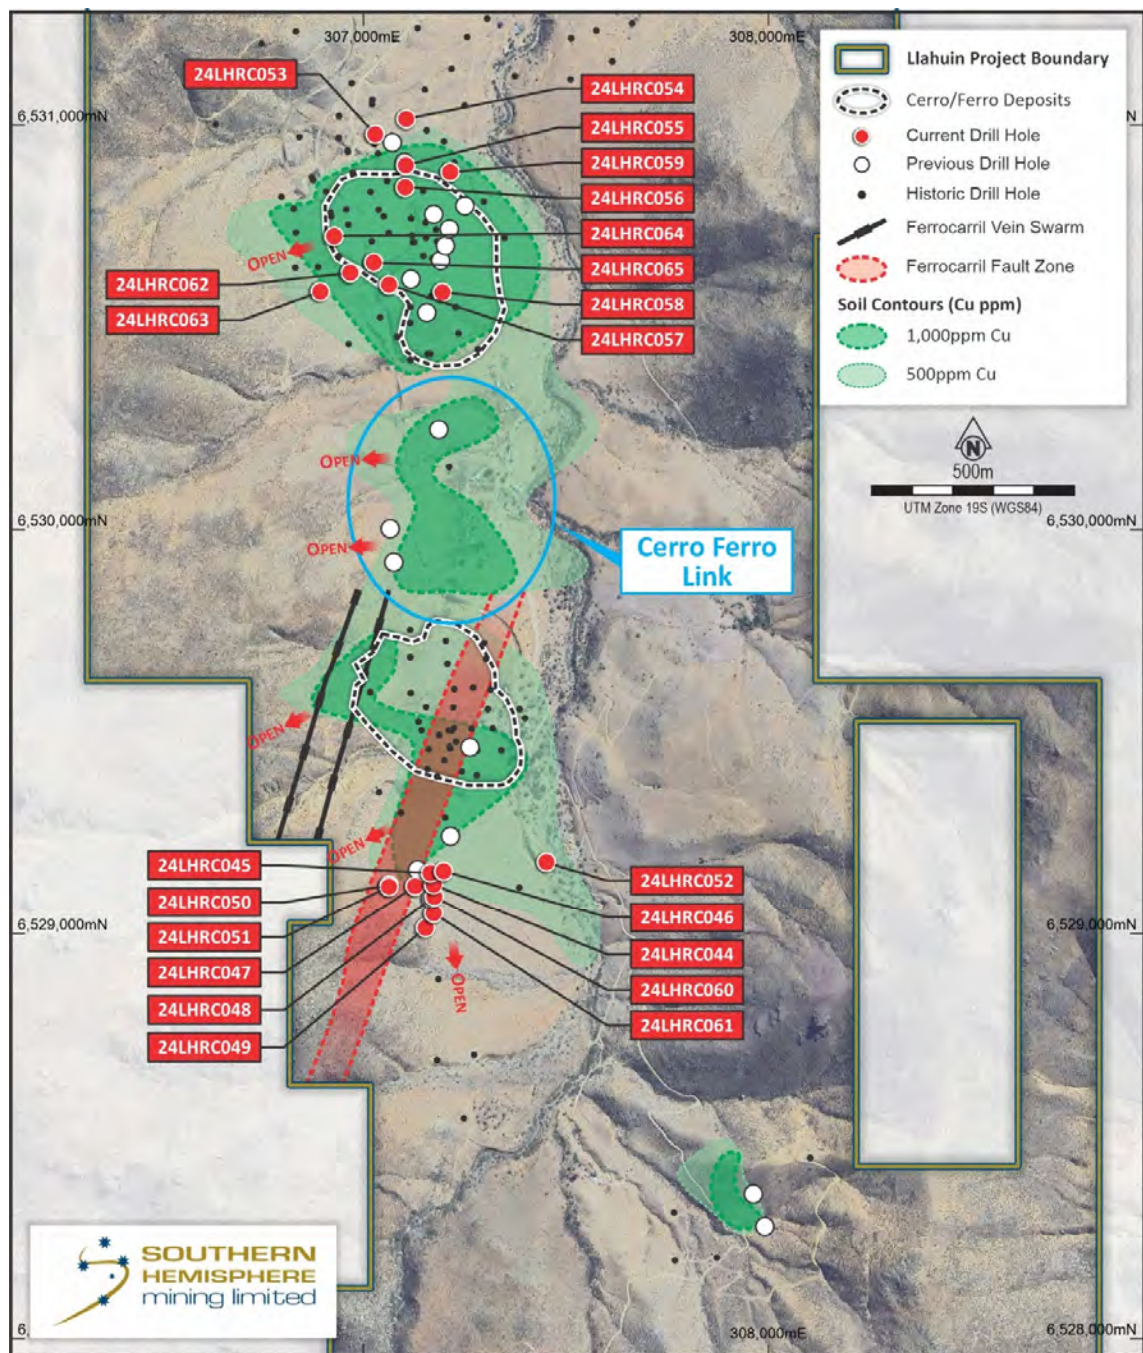 307,000mE
308,000mE
Llahuin Project Boundary
Cerro/Ferro Deposits
Current Drill Hole
Previous Drill Hole
Historic Drill Hole
Ferrocarril Vein Swarm
Ferrocarril Fault Zone
Soil Contours (Cu ppm)
1,000ppm Cu
500ppm Cu
N
500m
UTM Zone 19S (WGS84)
6,531,000mN
N
24LHRC053
24LHRC054
24LHRC055
24LHRC059
24LHRC056
24LHRC064
24LHRC065
24LHRC058
24LHRC057
24LHRC062
24LHRC063
OPEN
OPEN
OPEN
6,530,000mN
6,530,000mN
Cerro Ferro
Link
OPEN
OPEN
24LHRC045
24LHRC050
24LHRC051
24LHRC047
24LHRC048
24LHRC049
24LHRC052
24LHRC046
24LHRC044
24LHRC060
24LHRC061
OPEN
6,529,000mN
6,529,000mN
SOUTHERN
HEMISPHERE
mining limited
6,
308,000mE
6,528,000mN